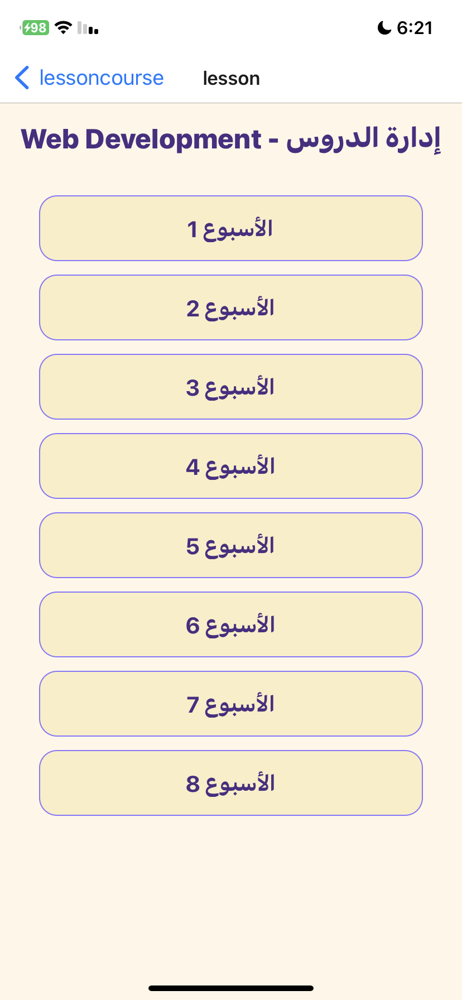 98 6:21
lessoncourse lesson
إدارة الدروس - Web Development
الأسبوع 1
الأسبوع 2
الأسبوع 3
الأسبوع 4
الأسبوع 5
الأسبوع 6
الأسبوع 7
الأسبوع 8